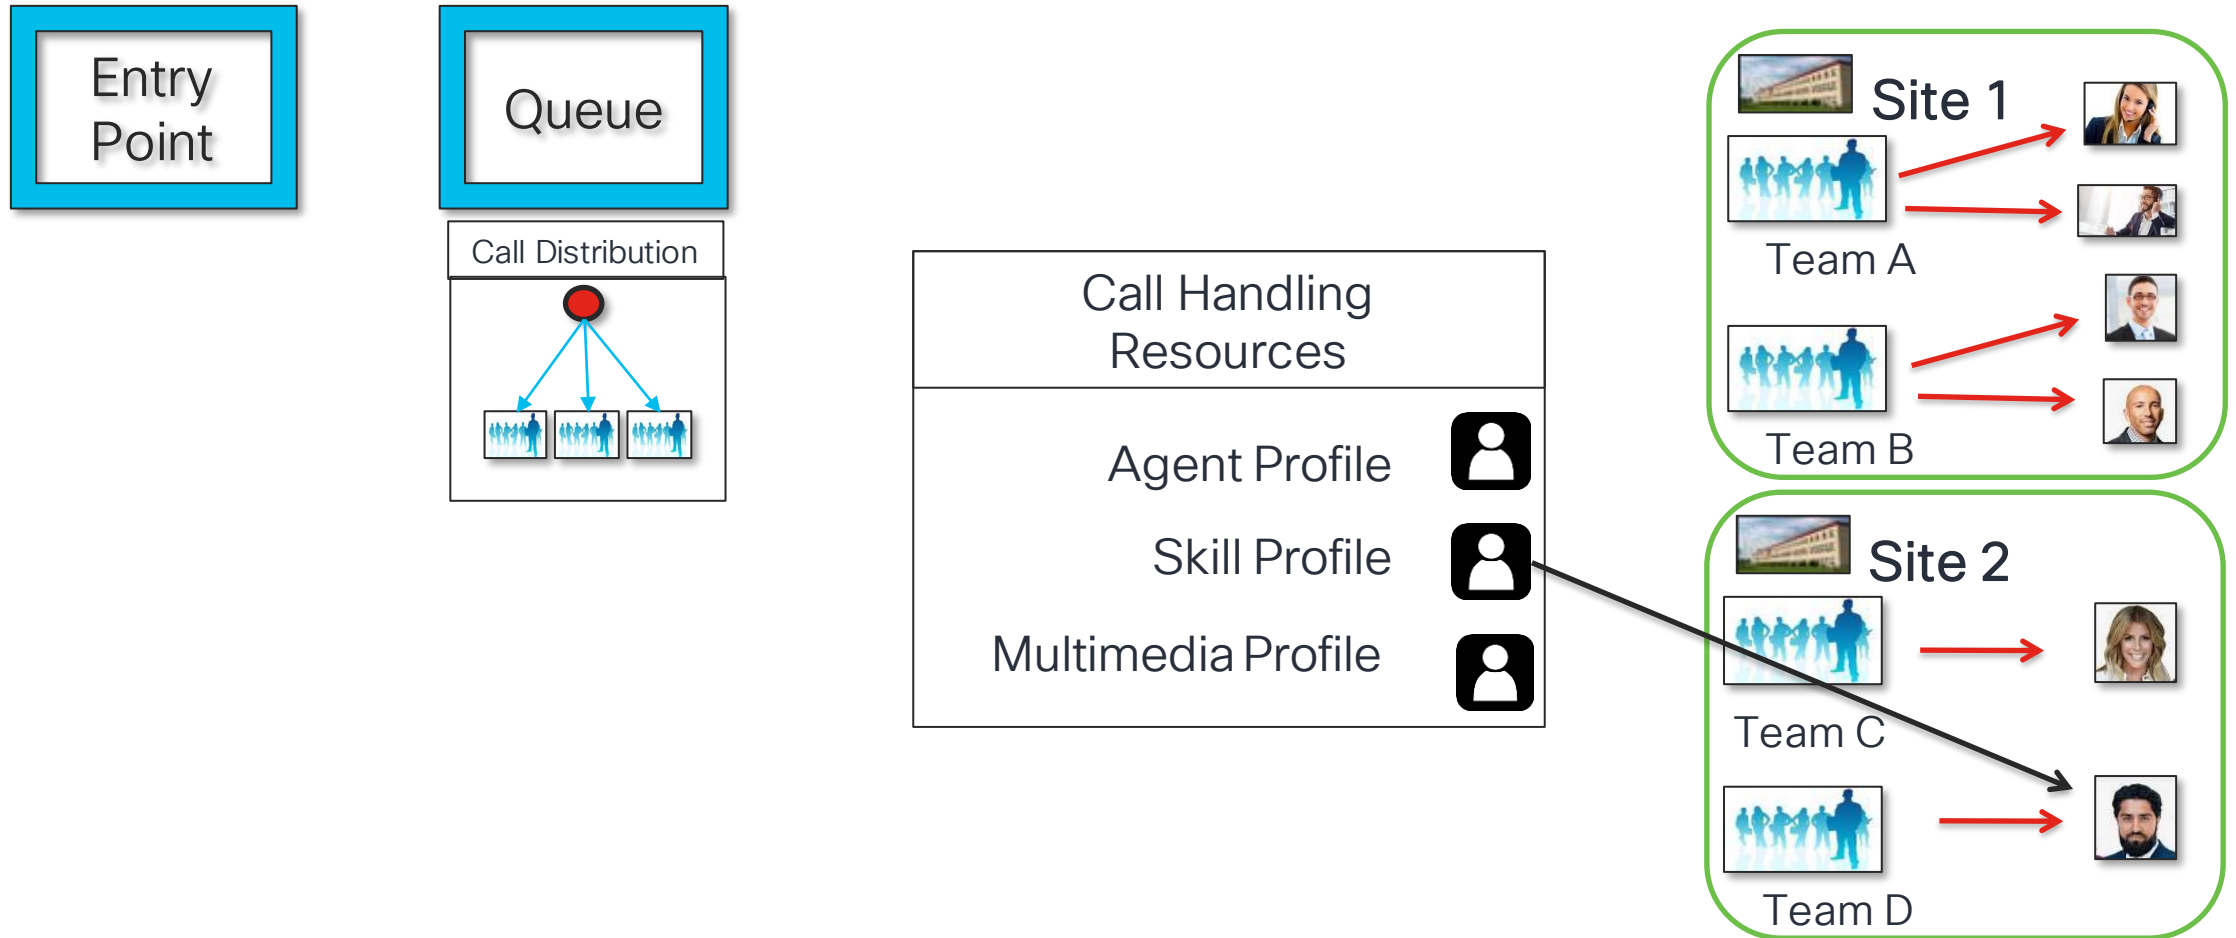 Entry
Point
Queue
Call Distribution
Call Handling
Resources
Agent Profile
Skill Profile
Multimedia Profile
Site 1
Team A
Team B
Site 2
Team C
Team D